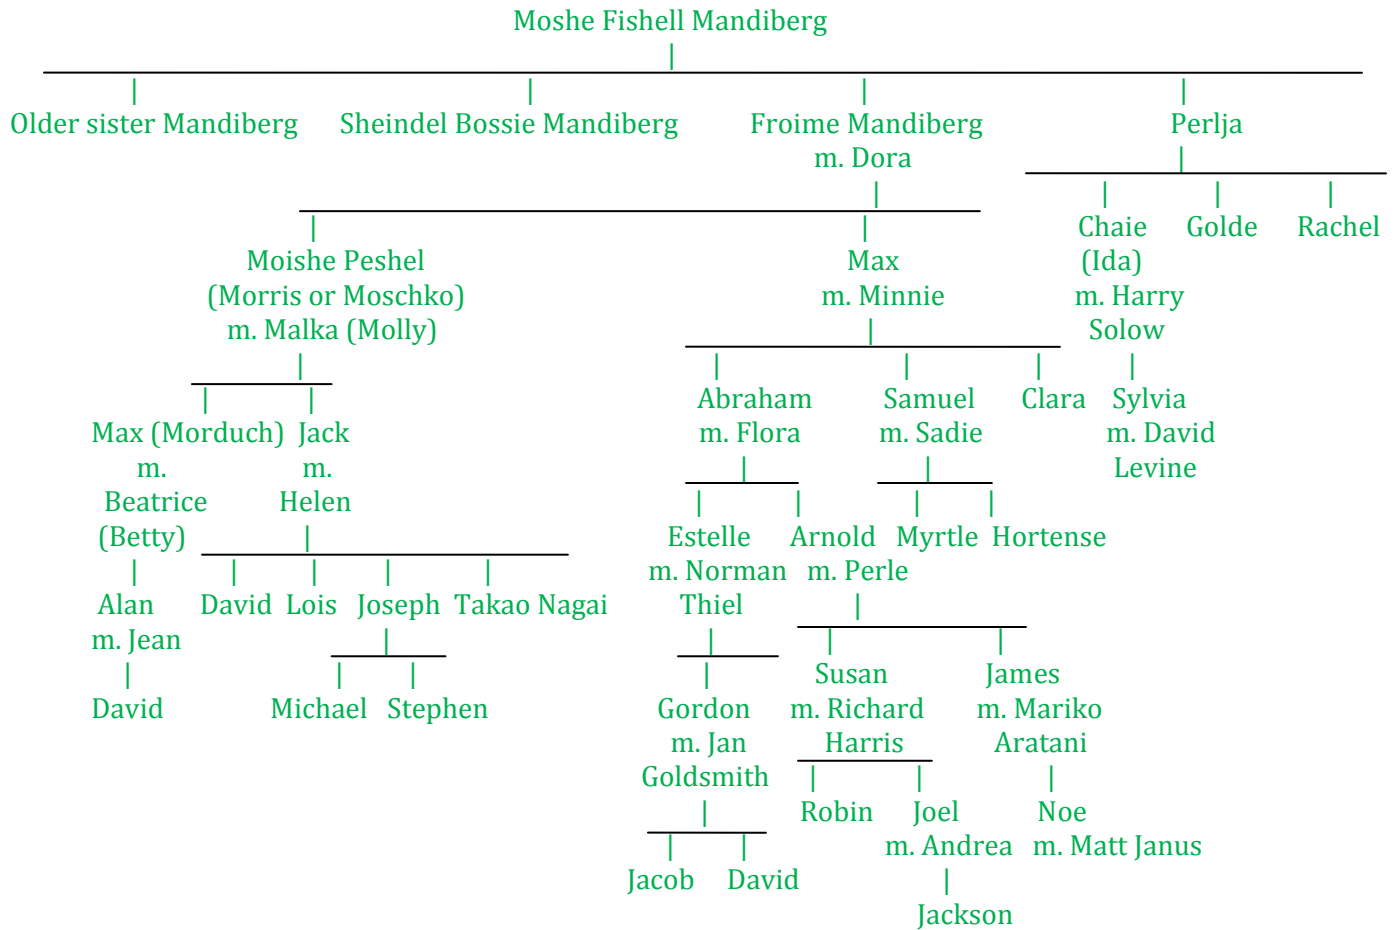 Moshe Fishell Mandiberg
Older sister Mandiberg Sheindel Bossie Mandiberg Froime Mandiberg Perlja
m. Dora
Chaie Golde Rachel
Moishe Peshel Max (Ida)
(Morris or Moschko) m. Minnie m. Harry
m. Malka (Molly) Solow
Abraham Samuel Clara Sylvia
Max (Morduch) Jack m. Flora m. Sadie m. David
m. m. Levine
Beatrice Helen
(Betty) Estelle Arnold Myrtle Hortense
m. Norman m. Perle
Alan David Lois Joseph Takao Nagai Thiel
m. Jean
Susan James
David Michael Stephen Gordon m. Richard m. Mariko
m. Jan Harris Aratani
Goldsmith
Robin Joel Noe
m. Andrea m. Matt Janus
Jacob David
Jackson